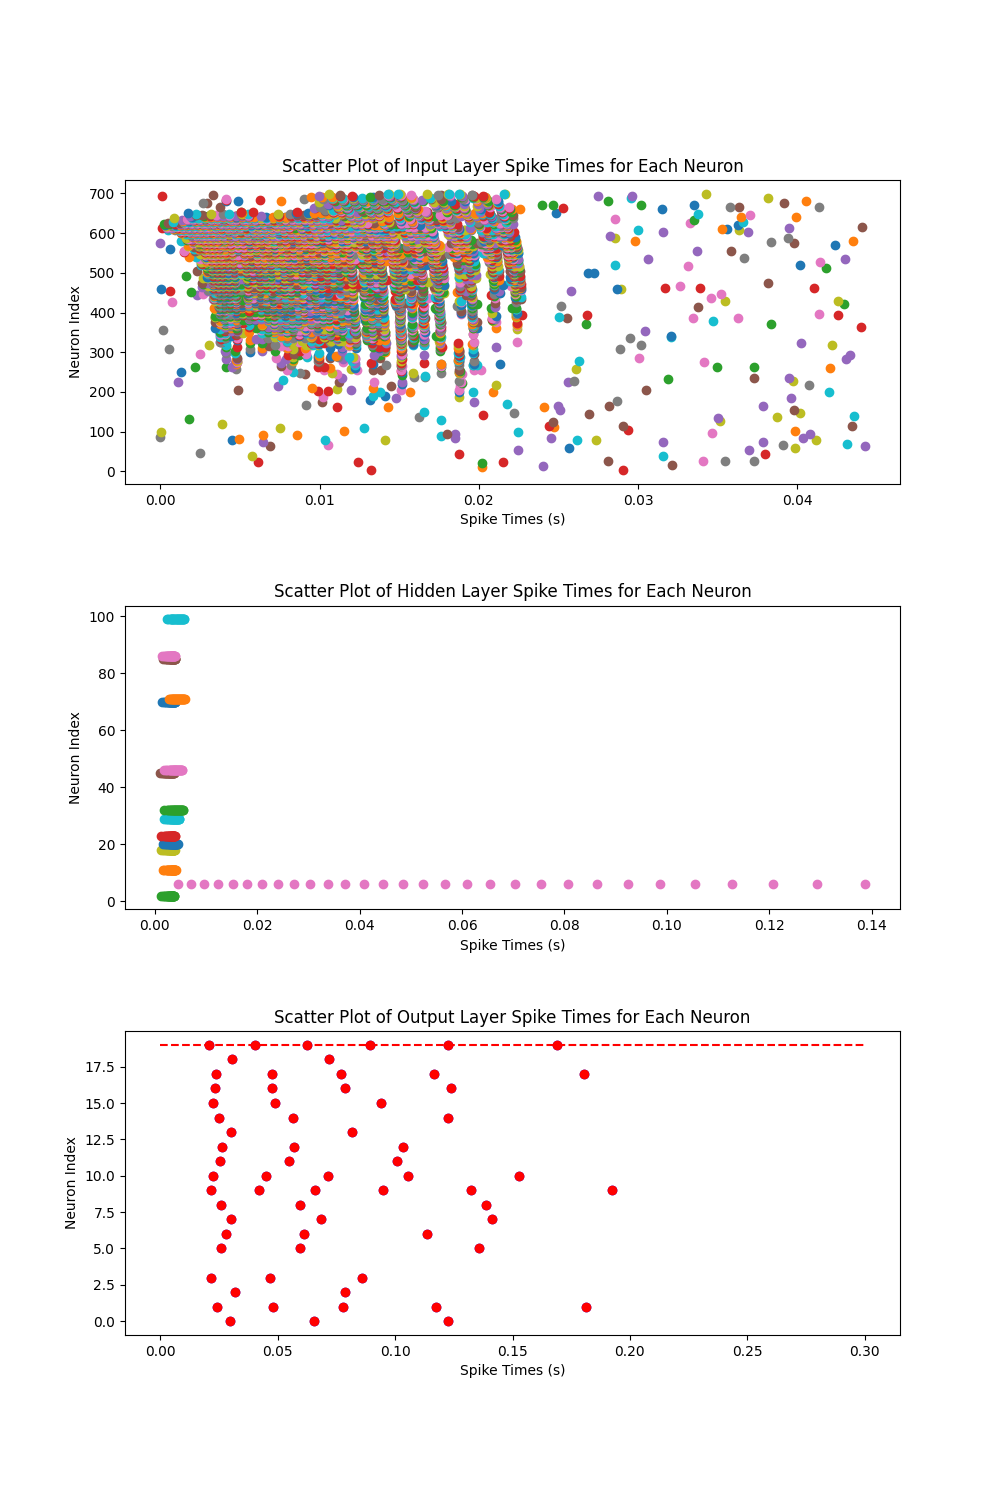 Scatter Plot of Input Layer Spike Times for Each Neuron
700
600
500
400
300
200
100
0
Neuron Index
0.00 0.01 0.02 0.03 0.04
Spike Times (s)
Scatter Plot of Hidden Layer Spike Times for Each Neuron
100
80
60
40
20
0
Neuron Index
0.00 0.02 0.04 0.06 0.08 0.10 0.12 0.14
Spike Times (s)
Scatter Plot of Output Layer Spike Times for Each Neuron
17.5
15.0
12.5
10.0
7.5
5.0
2.5
0.0
Neuron Index
0.00 0.05 0.10 0.15 0.20 0.25 0.30
Spike Times (s)